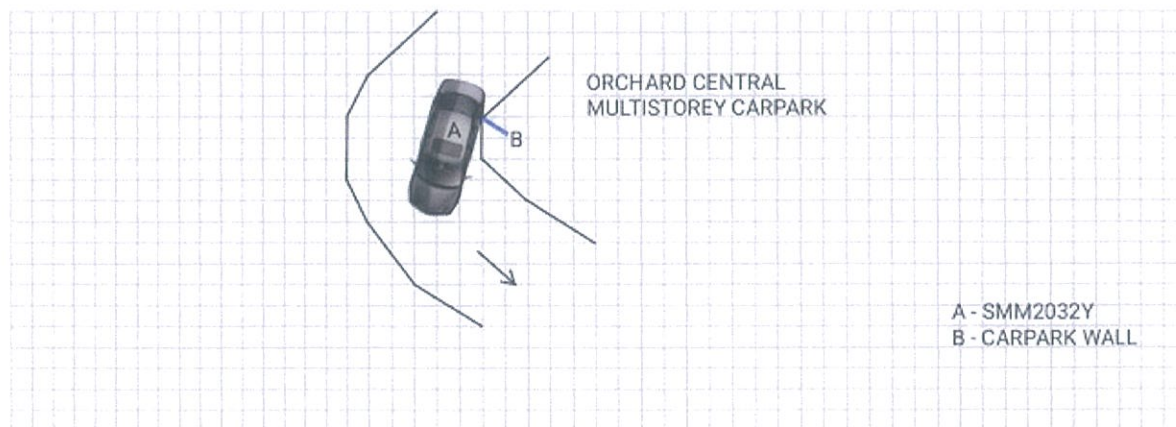 ORCHARD CENTRAL
MULTISTOREY CARPARK
A
B
A - SMM2032Y
B - CARPARK WALL